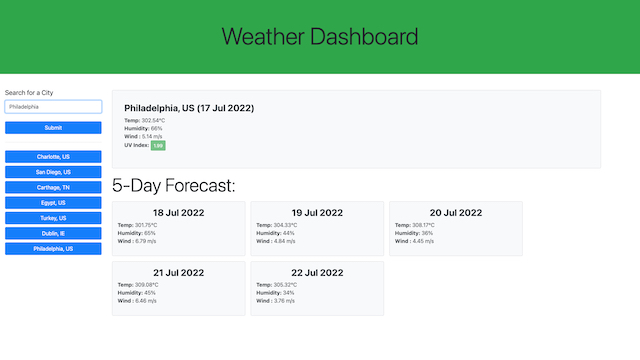 Weather Dashboard
Search for a City
Philadelphia
Submit
Charlotte, US
San Diego, US
Carthage, TN
Egypt, US
Turkey, US
Dublin, IE
Philadelphia, US
Philadelphia, US (17 Jul 2022)
Temp: 302.54°C
Humidity: 66%
Wind : 5.14 m/s
UV Index: 1.99
5-Day Forecast:
18 Jul 2022
Temp: 301.75°C
Humidity: 65%
Wind : 6.79 m/s
19 Jul 2022
Temp: 304.33°C
Humidity: 44%
Wind : 4.84 m/s
20 Jul 2022
Temp: 308.17°C
Humidity: 36%
Wind : 4.45 m/s
21 Jul 2022
Temp: 309.08°C
Humidity: 45%
Wind : 6.46 m/s
22 Jul 2022
Temp: 305.32°C
Humidity: 34%
Wind : 3.76 m/s